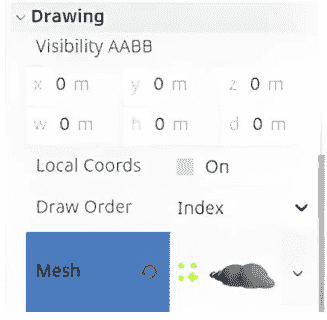 Drawing
Visibility AABB
x 0 m y 0 m z 0 m
w 0 m h 0 m d 0 m
Local Coords On
Draw Order Index
Mesh